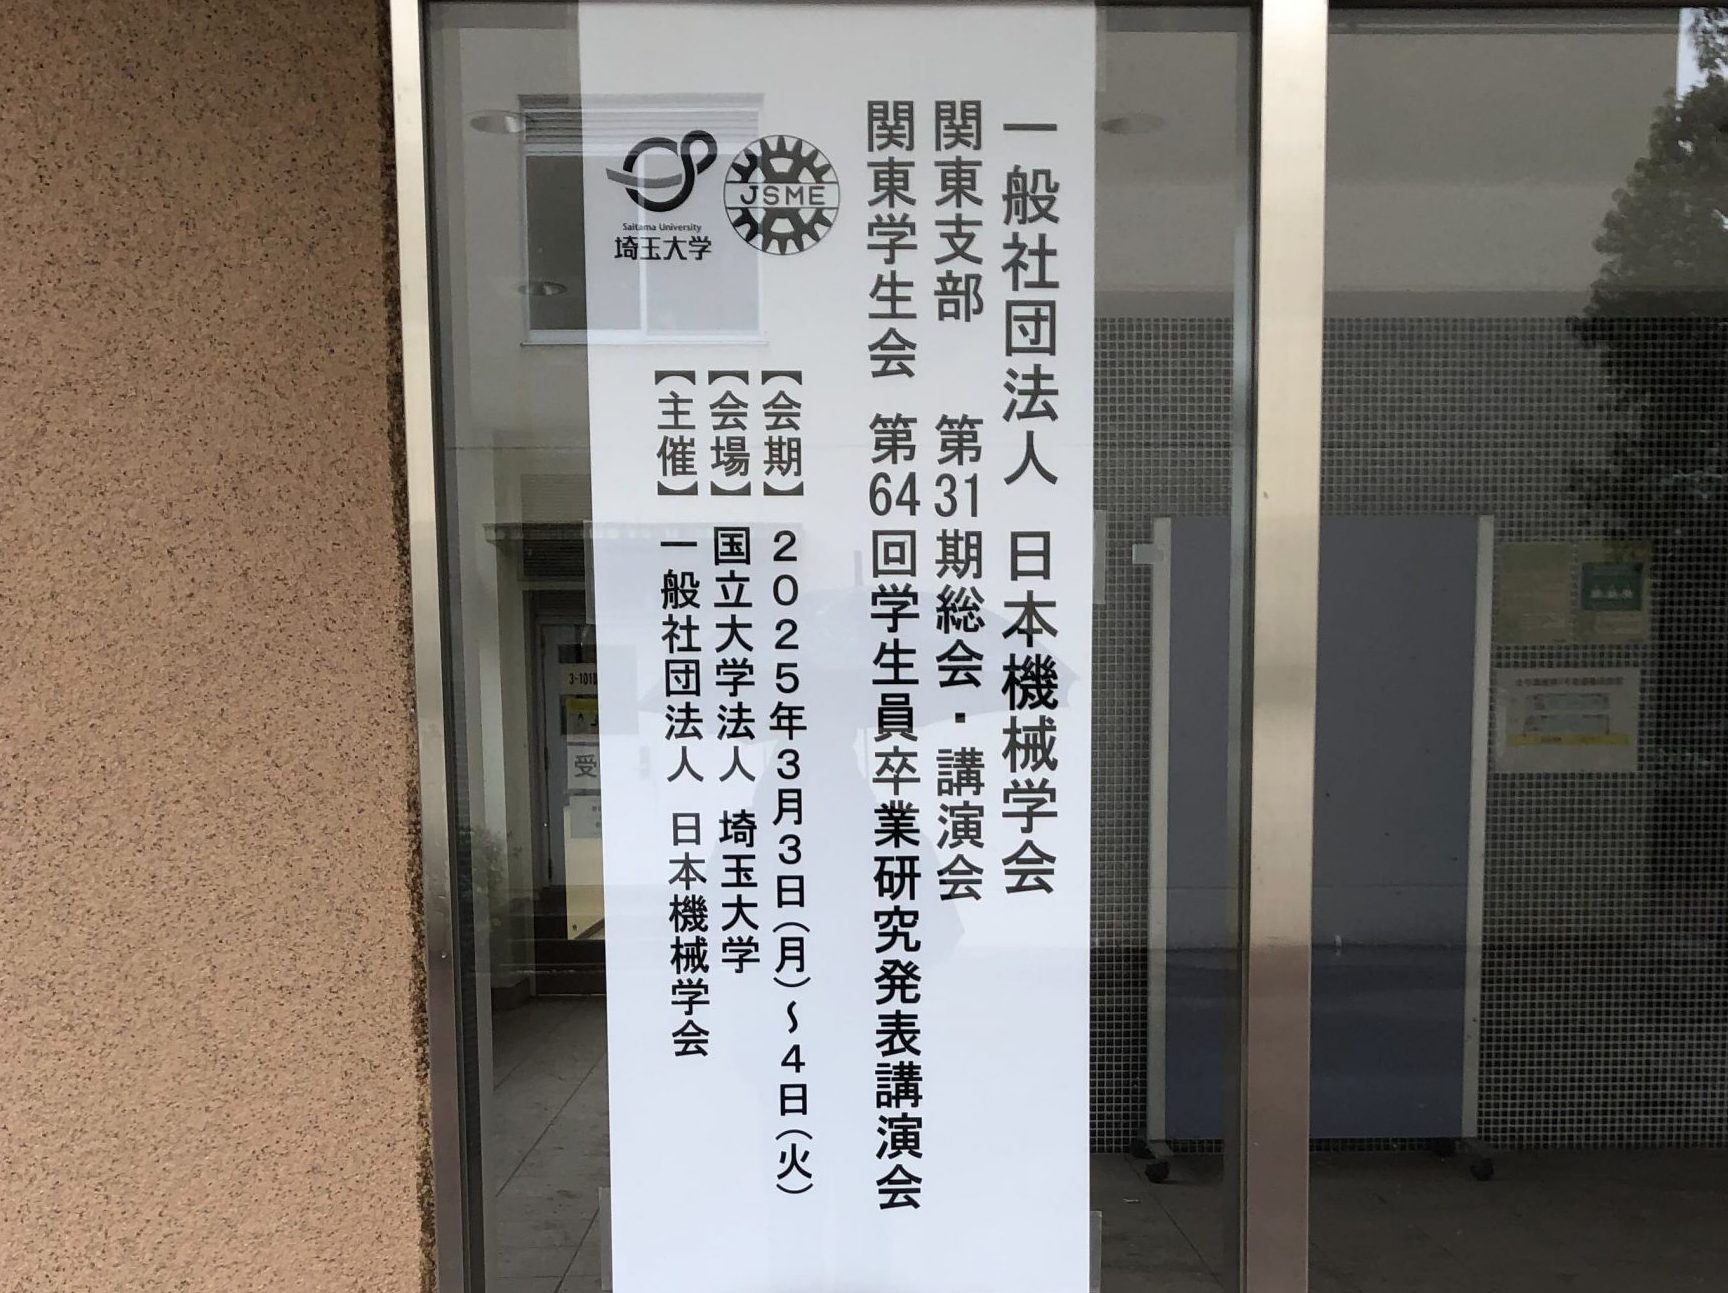 一般社団法人 日本機械学会
関東支部 第31期総会・講演会
関東学生会 第64回学生員卒業研究発表講演会
JSME
Saitama University
埼玉大学
【会期】 2025年3月3日(月)～4日(火)
【会場】 国立大学法人 埼玉大学
【主催】 一般社団法人 日本機械学会
受